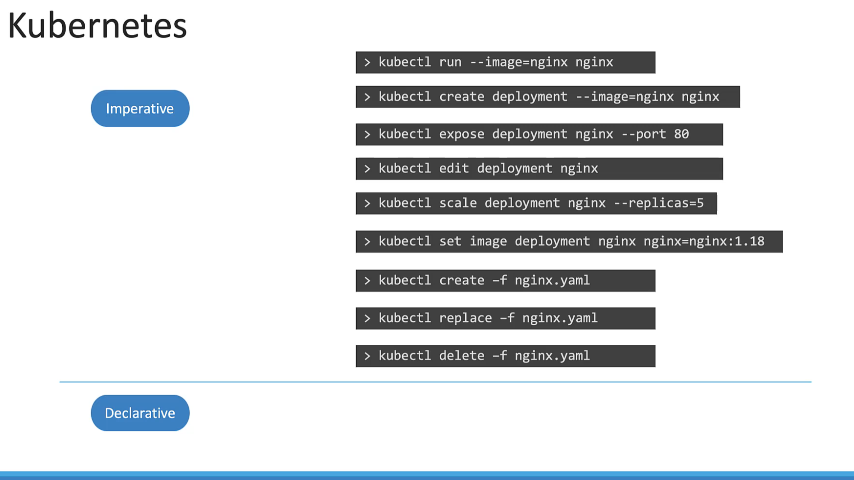 Kubernetes
Imperative
> kubectl run --image=nginx nginx
> kubectl create deployment --image=nginx nginx
> kubectl expose deployment nginx --port 80
> kubectl edit deployment nginx
> kubectl scale deployment nginx --replicas=5
> kubectl set image deployment nginx nginx=nginx:1.18
> kubectl create –f nginx.yaml
> kubectl replace –f nginx.yaml
> kubectl delete –f nginx.yaml
Declarative